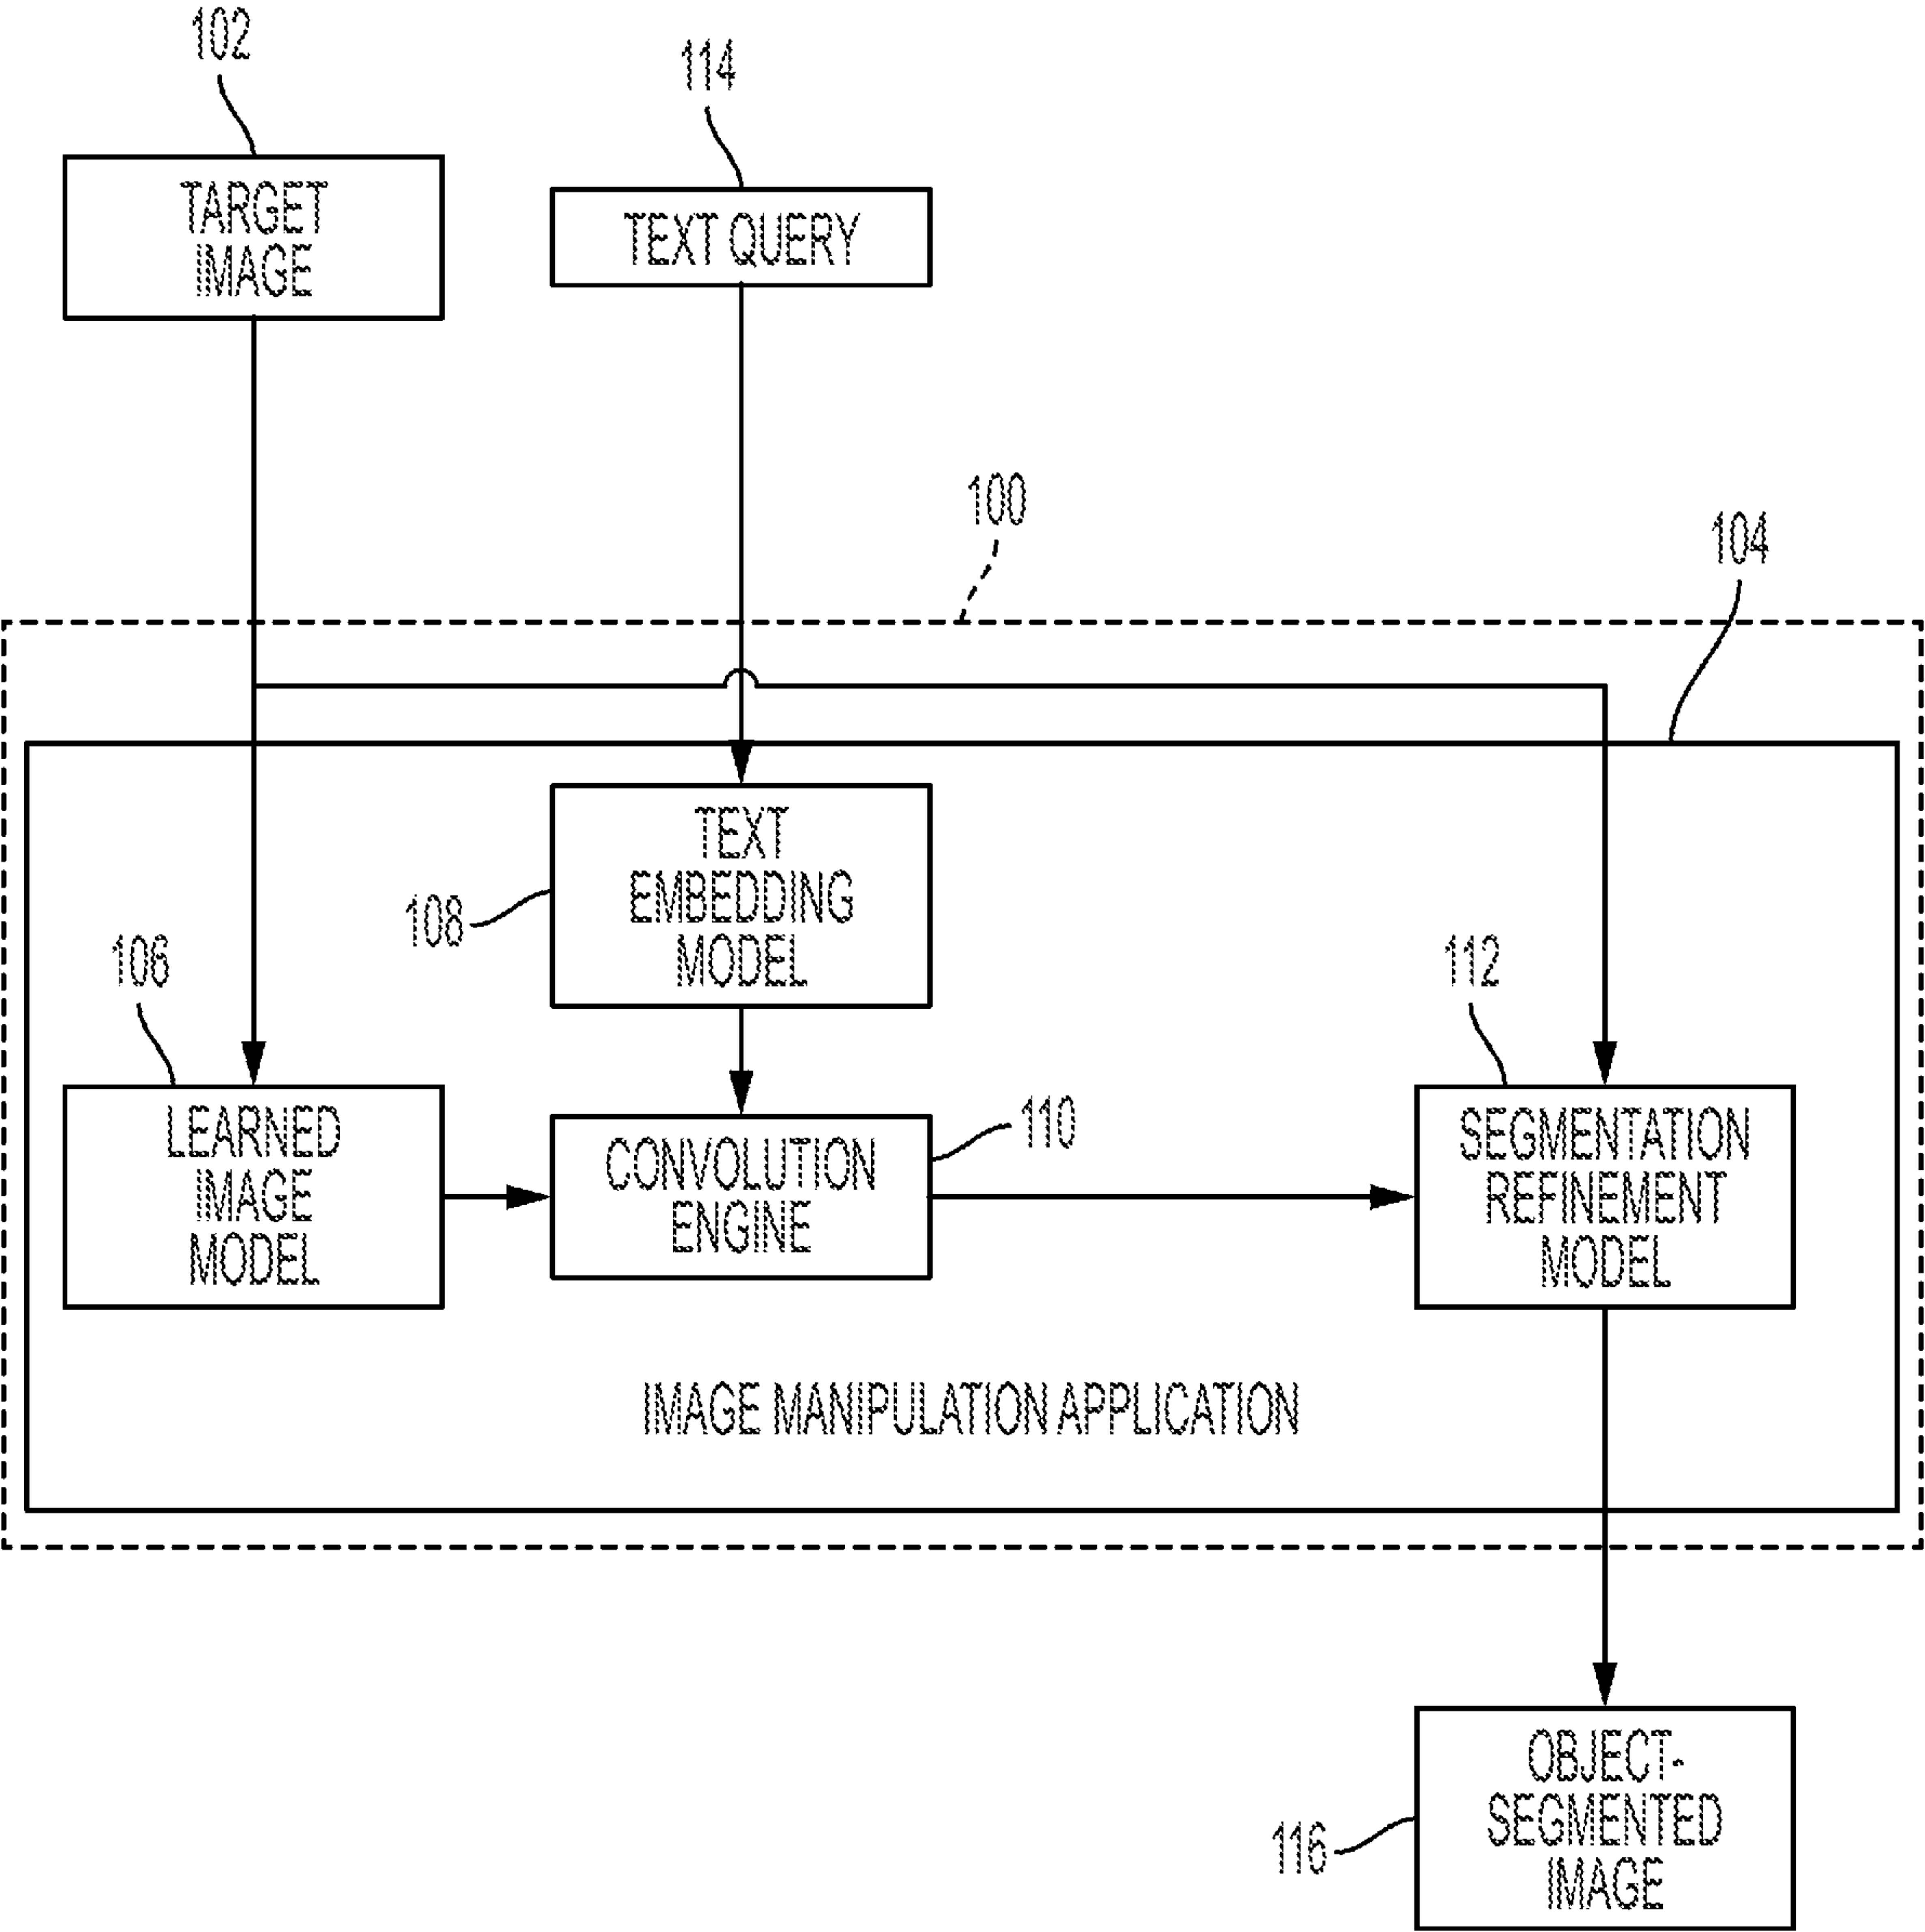 102
114
TARGET
IMAGE
TEXT QUERY
100
104
TEXT
EMBEDDING
MODEL
108
106
112
LEARNED
IMAGE
MODEL
CONVOLUTION
ENGINE
110
SEGMENTATION
REFINEMENT
MODEL
IMAGE MANIPULATION APPLICATION
OBJECT-
SEGMENTED
IMAGE
116